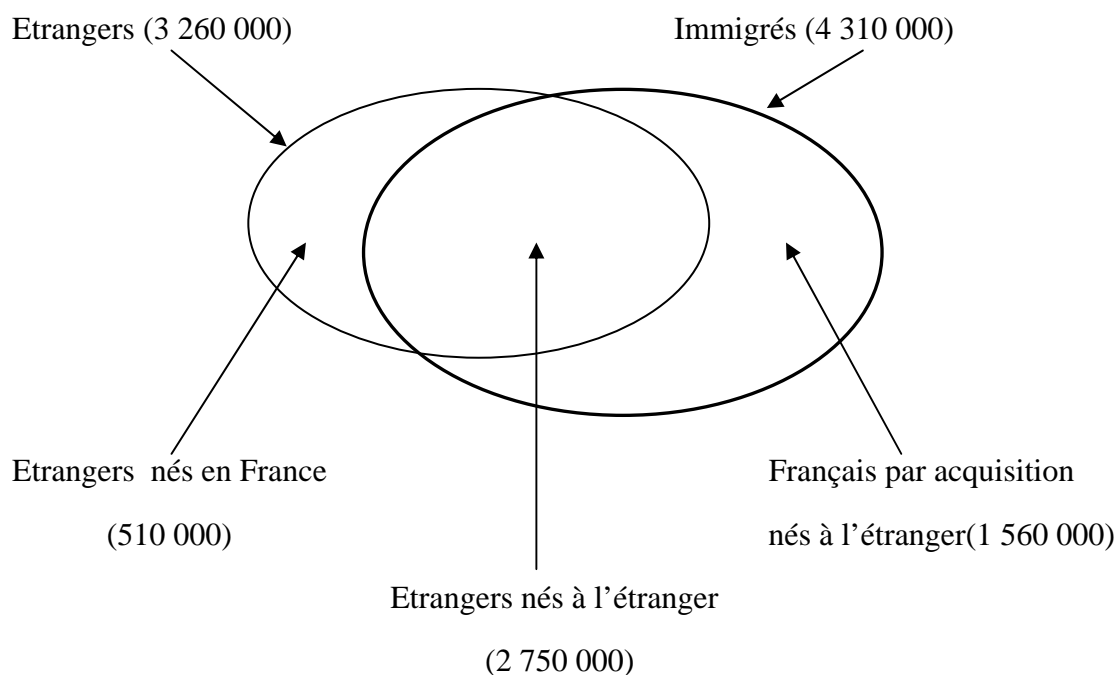 Etrangers (3 260 000)
Immigrés (4 310 000)
Etrangers nés en France
(510 000)
Français par acquisition
nés à l’étranger(1 560 000)
Etrangers nés à l’étranger
(2 750 000)